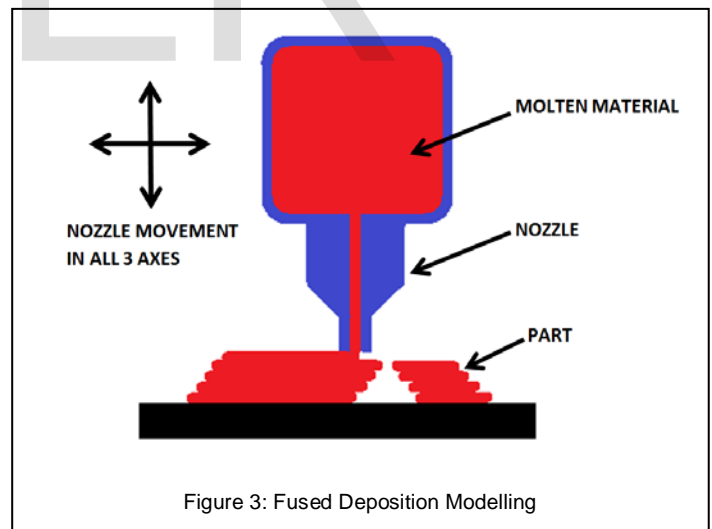 MOLTEN MATERIAL
NOZZLE MOVEMENT
IN ALL 3 AXES
NOZZLE
PART
Figure 3: Fused Deposition Modelling